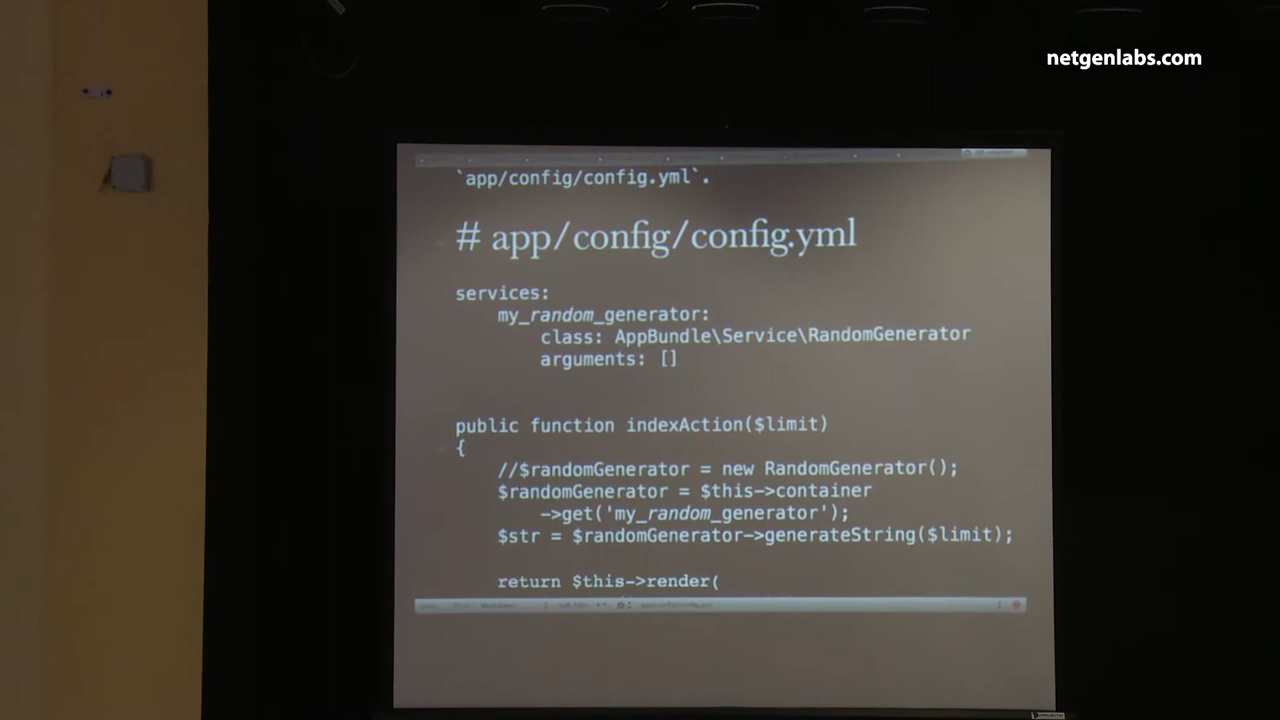 netgenlabs.com
`app/config/config.yml`.
# app/config/config.yml
services:
my_random_generator:
class: AppBundle\Service\RandomGenerator
arguments: []
public function indexAction($limit)
{
//$randomGenerator = new RandomGenerator();
$randomGenerator = $this->container
->get('my_random_generator');
$str = $randomGenerator->generateString($limit);
return $this->render(